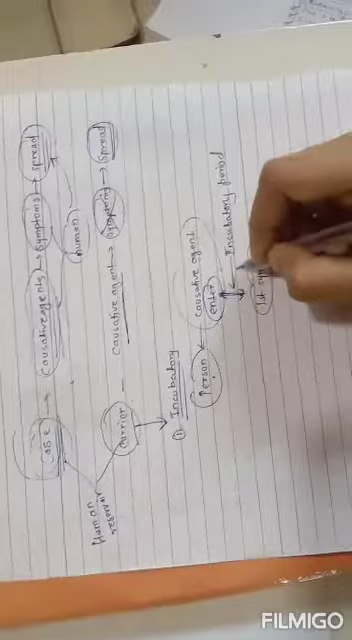 Case → Causative agents → Symptoms → spread
human
Human
reservoir
Carrier – Causative agent → Symptoms → Spread
① Incubatory
Person ← causative agent
enter
Incubatory period
1st sym
FILMIGO